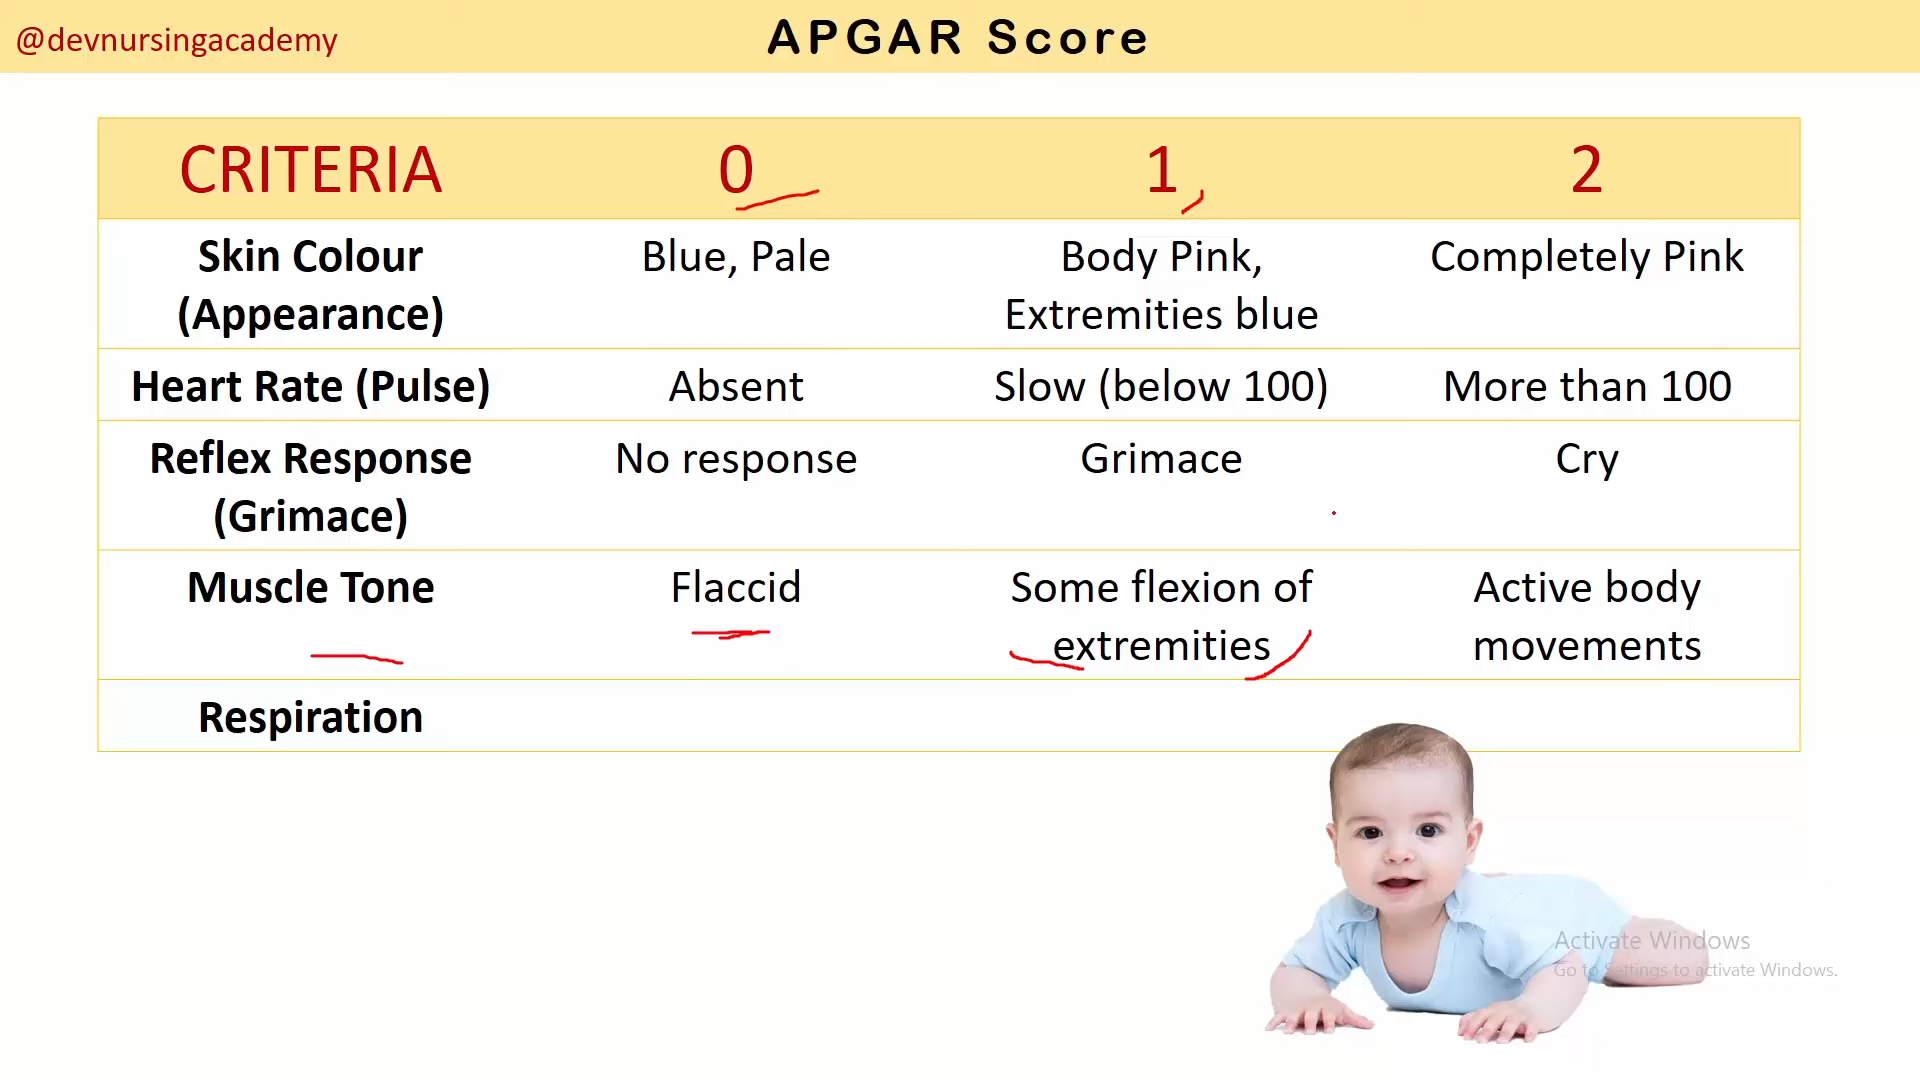 @devnursingacademy
APGAR Score
CRITERIA 0 1 2
Skin Colour Blue, Pale Body Pink, Completely Pink
(Appearance) Extremities blue
Heart Rate (Pulse) Absent Slow (below 100) More than 100
Reflex Response No response Grimace Cry
(Grimace)
Muscle Tone Flaccid Some flexion of Active body
extremities movements
Respiration
Activate Windows
Go to Settings to activate Windows.